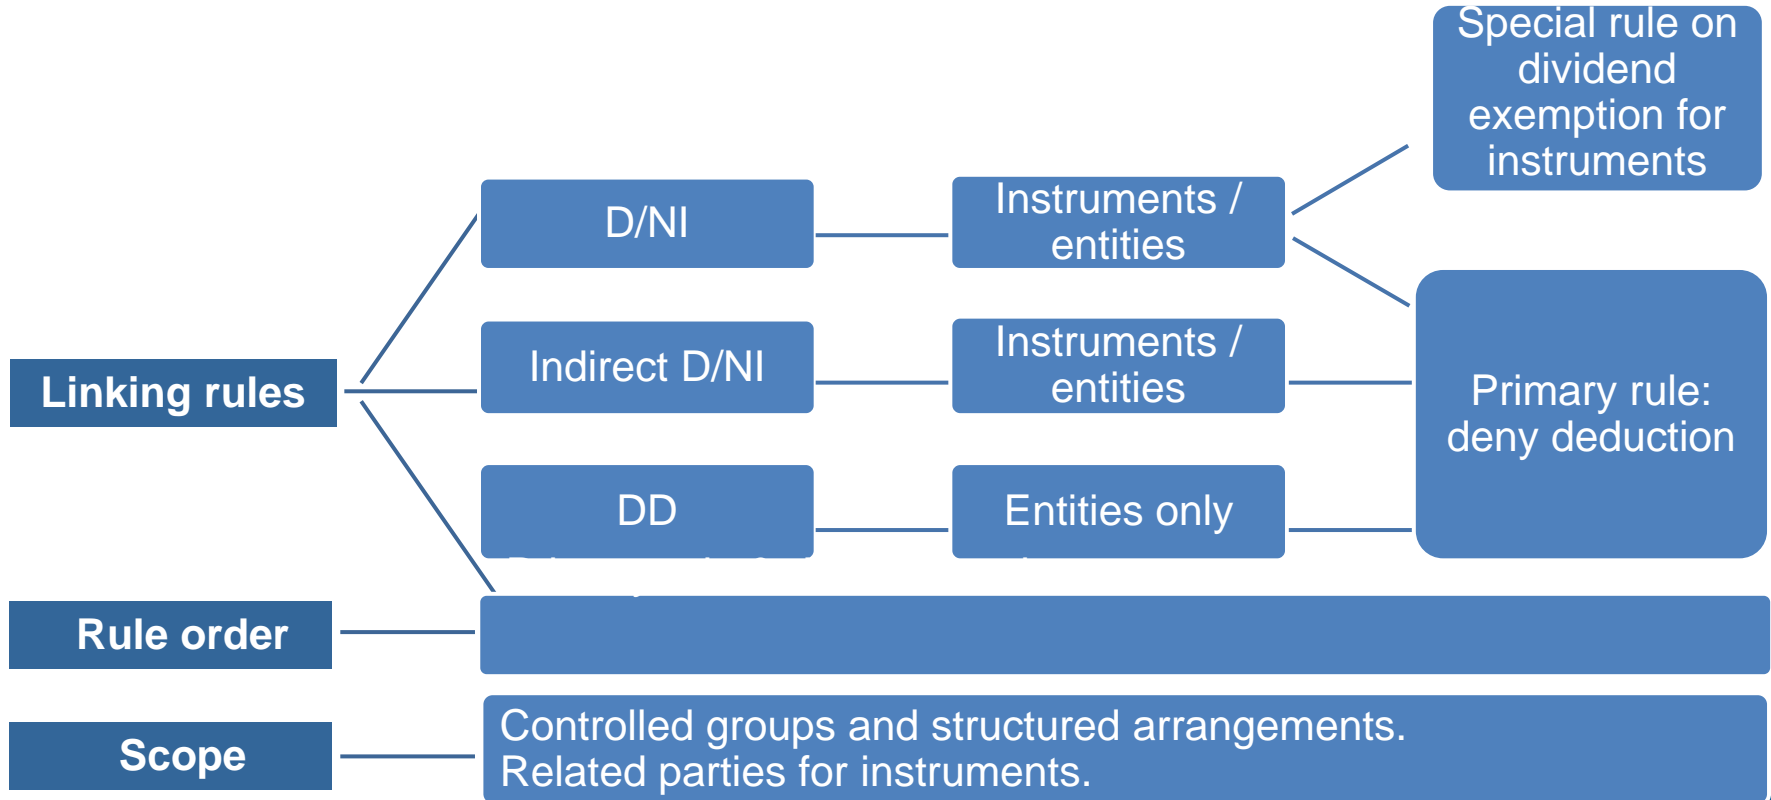 Special rule on
dividend
exemption for
instruments
D/NI
Instruments /
entities
Indirect D/NI
Instruments /
entities
Linking rules
Primary rule:
deny deduction
DD
Entities only
Rule order
Scope
Controlled groups and structured arrangements.
Related parties for instruments.